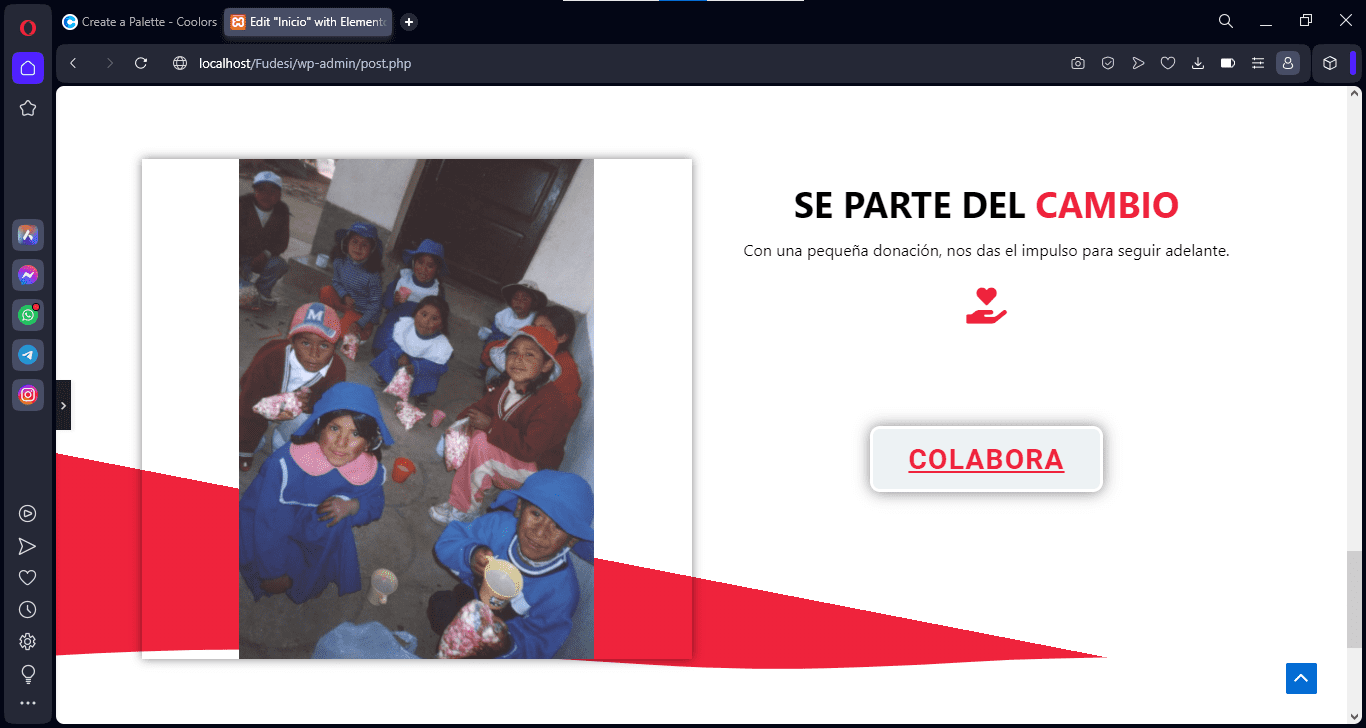 Create a Palette - Coolors
Edit "Inicio" with Elemento
localhost/Fudesi/wp-admin/post.php
SE PARTE DEL CAMBIO
Con una pequeña donación, nos das el impulso para seguir adelante.
M
COLABORA